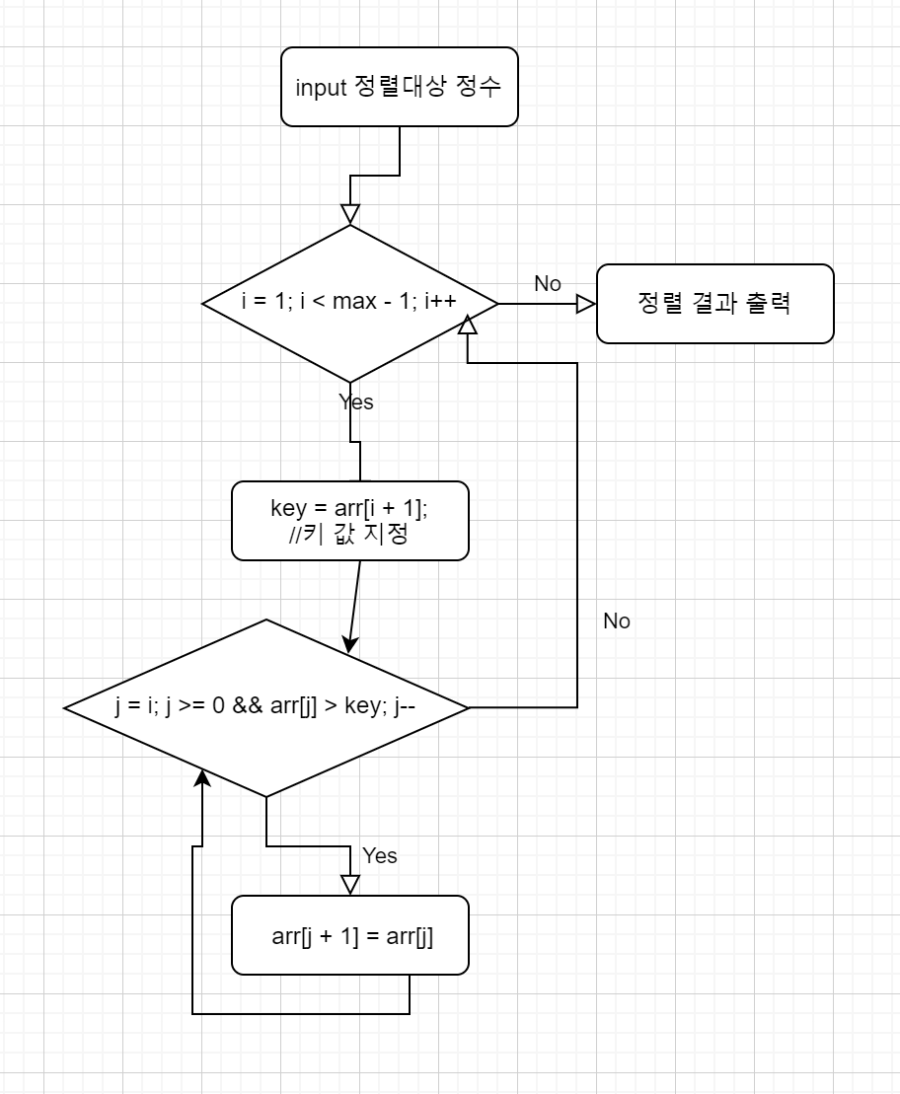 input 정렬대상 정수
i = 1; i < max - 1; i++
No
정렬 결과 출력
Yes
key = arr[i + 1];
//키 값 지정
No
j = i; j >= 0 && arr[j] > key; j--
Yes
arr[j + 1] = arr[j]